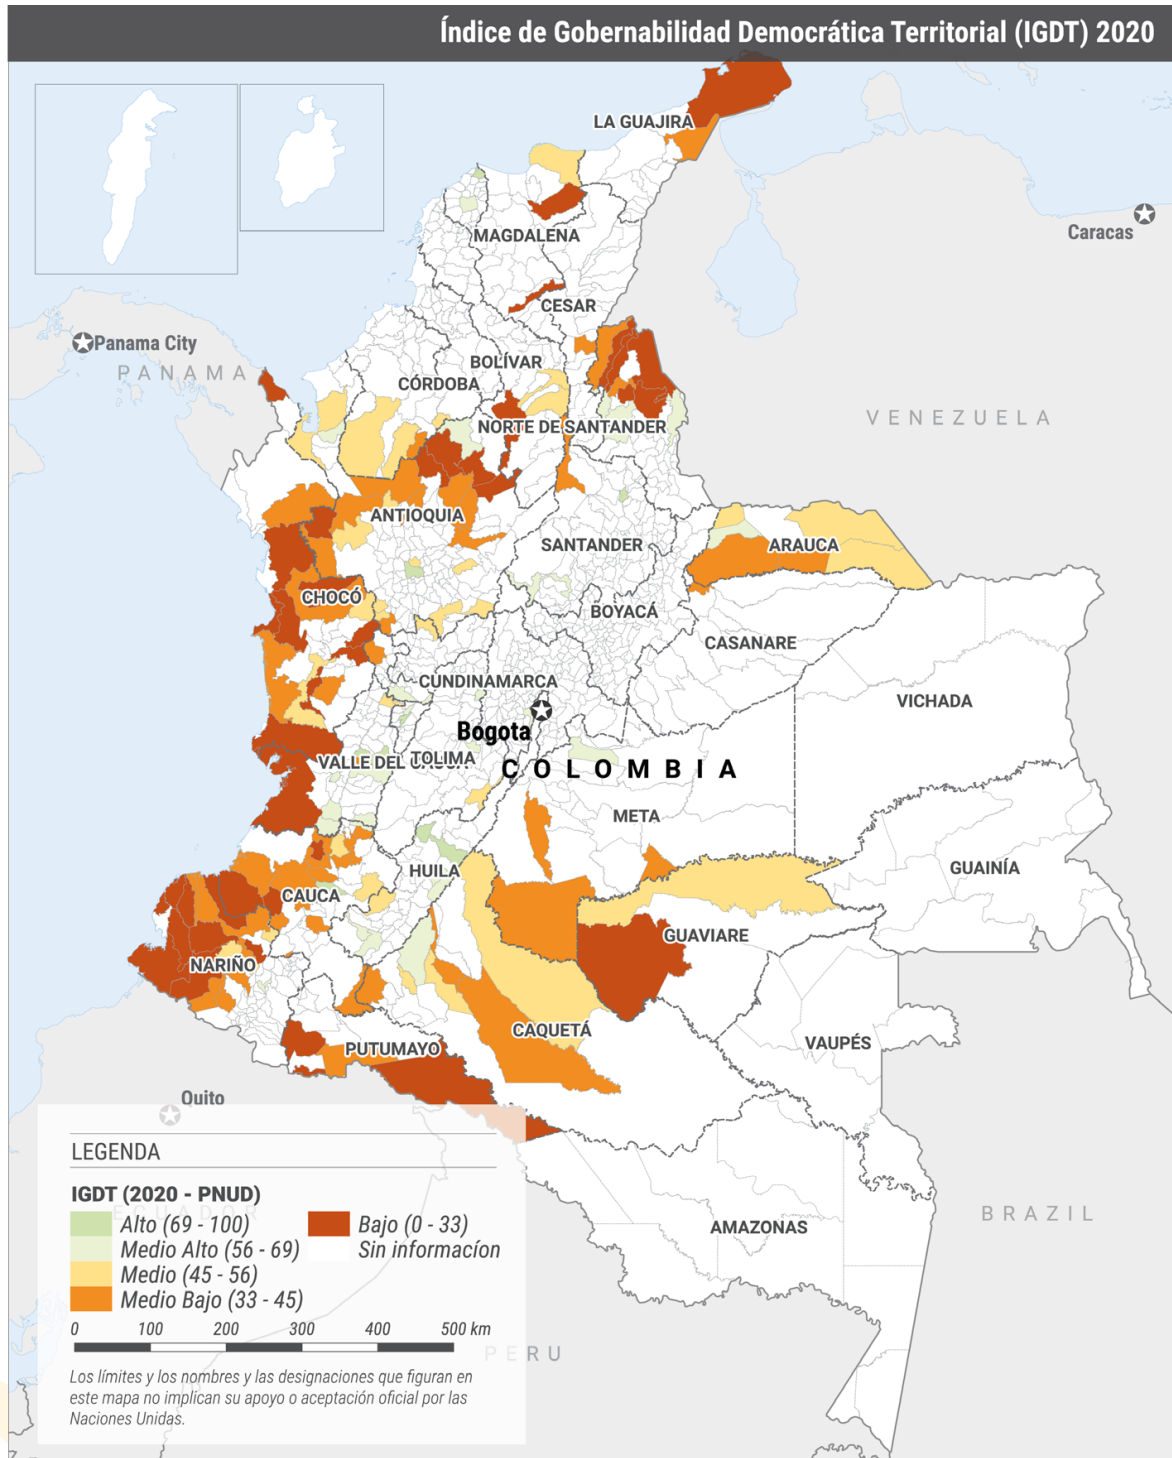 Índice de Gobernabilidad Democrática Territorial (IGDT) 2020
LA GUAJIRA
Caracas
MAGDALENA
CESAR
Panama City
PANAMA
BOLÍVAR
CÓRDOBA
VENEZUELA
NORTE DE SANTANDER
ANTIOQUIA
SANTANDER
ARAUCA
CHOCÓ
BOYACÁ
CASANARE
CUNDINAMARCA
VICHADA
Bogota
VALLE DEL
TOLIMA
COLOMBIA
META
HUILA
GUAINÍA
CAUCA
GUAVIARE
NARIÑO
CAQUETÁ
VAUPÉS
PUTUMAYO
Quito
ECUADOR
BRAZIL
AMAZONAS
PERU
LEGENDA
IGDT (2020 - PNUD)
Alto (69 - 100)
Medio Alto (56 - 69)
Medio (45 - 56)
Medio Bajo (33 - 45)
Bajo (0 - 33)
Sin informacíon
0 100 200 300 400 500 km
Los límites y los nombres y las designaciones que figuran en
este mapa no implican su apoyo o aceptación oficial por las
Naciones Unidas.